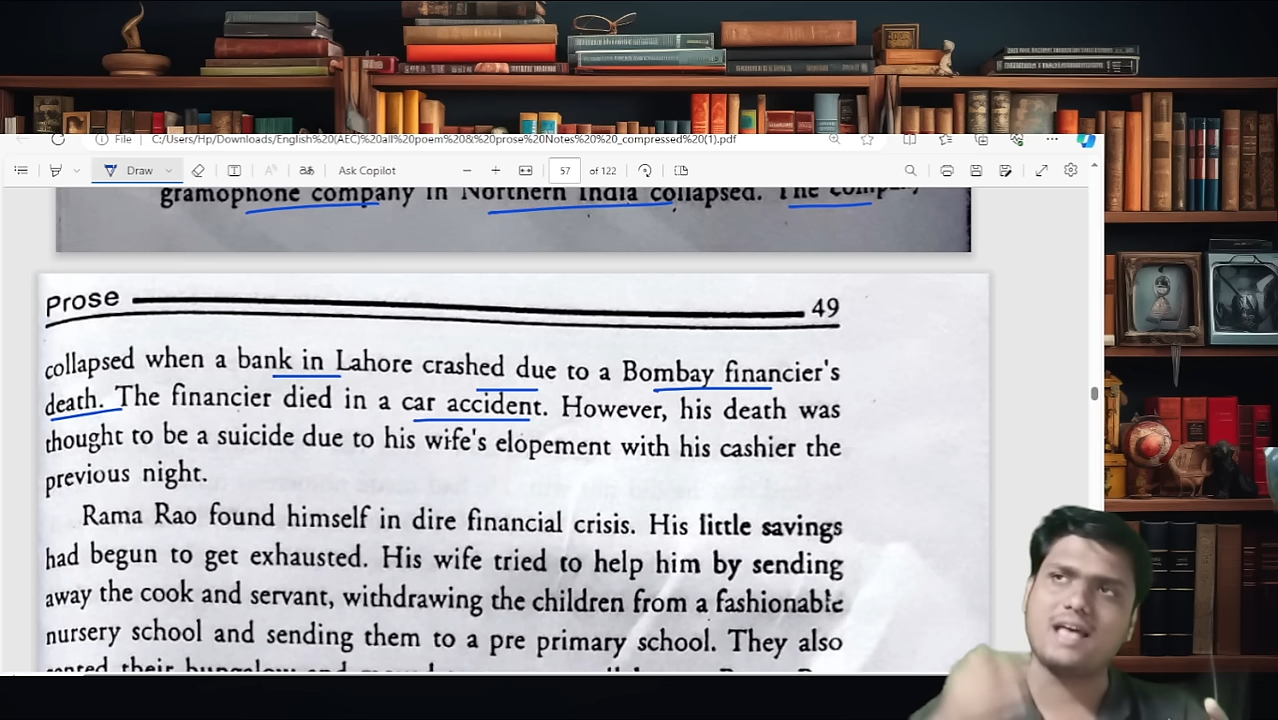 File C:/Users/Hp/Downloads/English%20(AEC)%20all%20poem%20&%20prose%20Notes%20%20_compressed%20(1).pdf
Draw Ask Copilot 57 of 122
gramophone company in Northern India collapsed. The company
Prose 49
collapsed when a bank in Lahore crashed due to a Bombay financier's
death. The financier died in a car accident. However, his death was
thought to be a suicide due to his wife's elopement with his cashier the
previous night.
Rama Rao found himself in dire financial crisis. His little savings
had begun to get exhausted. His wife tried to help him by sending
away the cook and servant, withdrawing the children from a fashionable
nursery school and sending them to a pre primary school. They also
rented their bungalow and